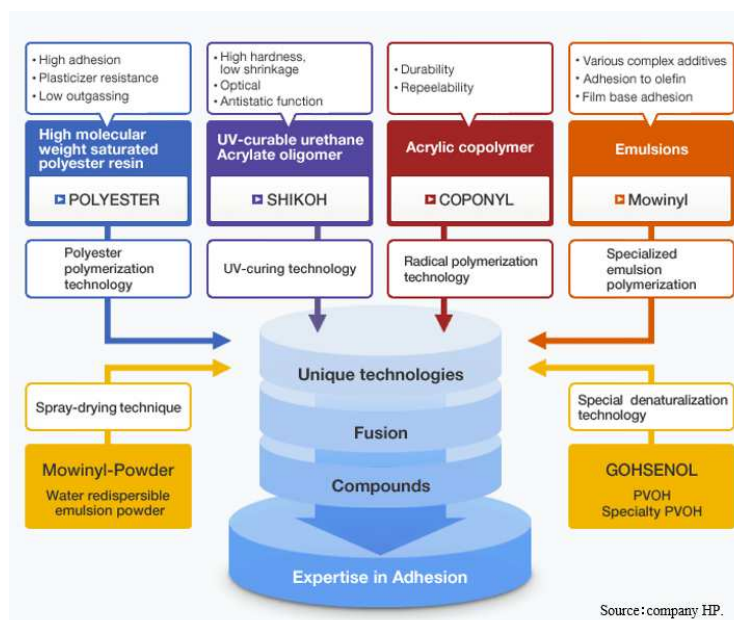 • High adhesion
• Plasticizer resistance
• Low outgassing
• High hardness,
low shrinkage
• Optical
• Antistatic function
• Durability
• Repeelability
• Various complex additives
• Adhesion to olefin
• Film base adhesion
High molecular
weight saturated
polyester resin
POLYESTER
UV-curable urethane
Acrylate oligomer
SHIKOH
Acrylic copolymer
COPONYL
Emulsions
Mowinyl
Polyester
polymerization
technology
UV-curing technology
Radical polymerization
technology
Specialized
emulsion
polymerization
Unique technologies
Fusion
Compounds
Expertise in Adhesion
Spray-drying technique
Mowinyl-Powder
Water redispersible
emulsion powder
Special denaturalization
technology
GOHSENOL
PVOH
Specialty PVOH
Source：company HP.